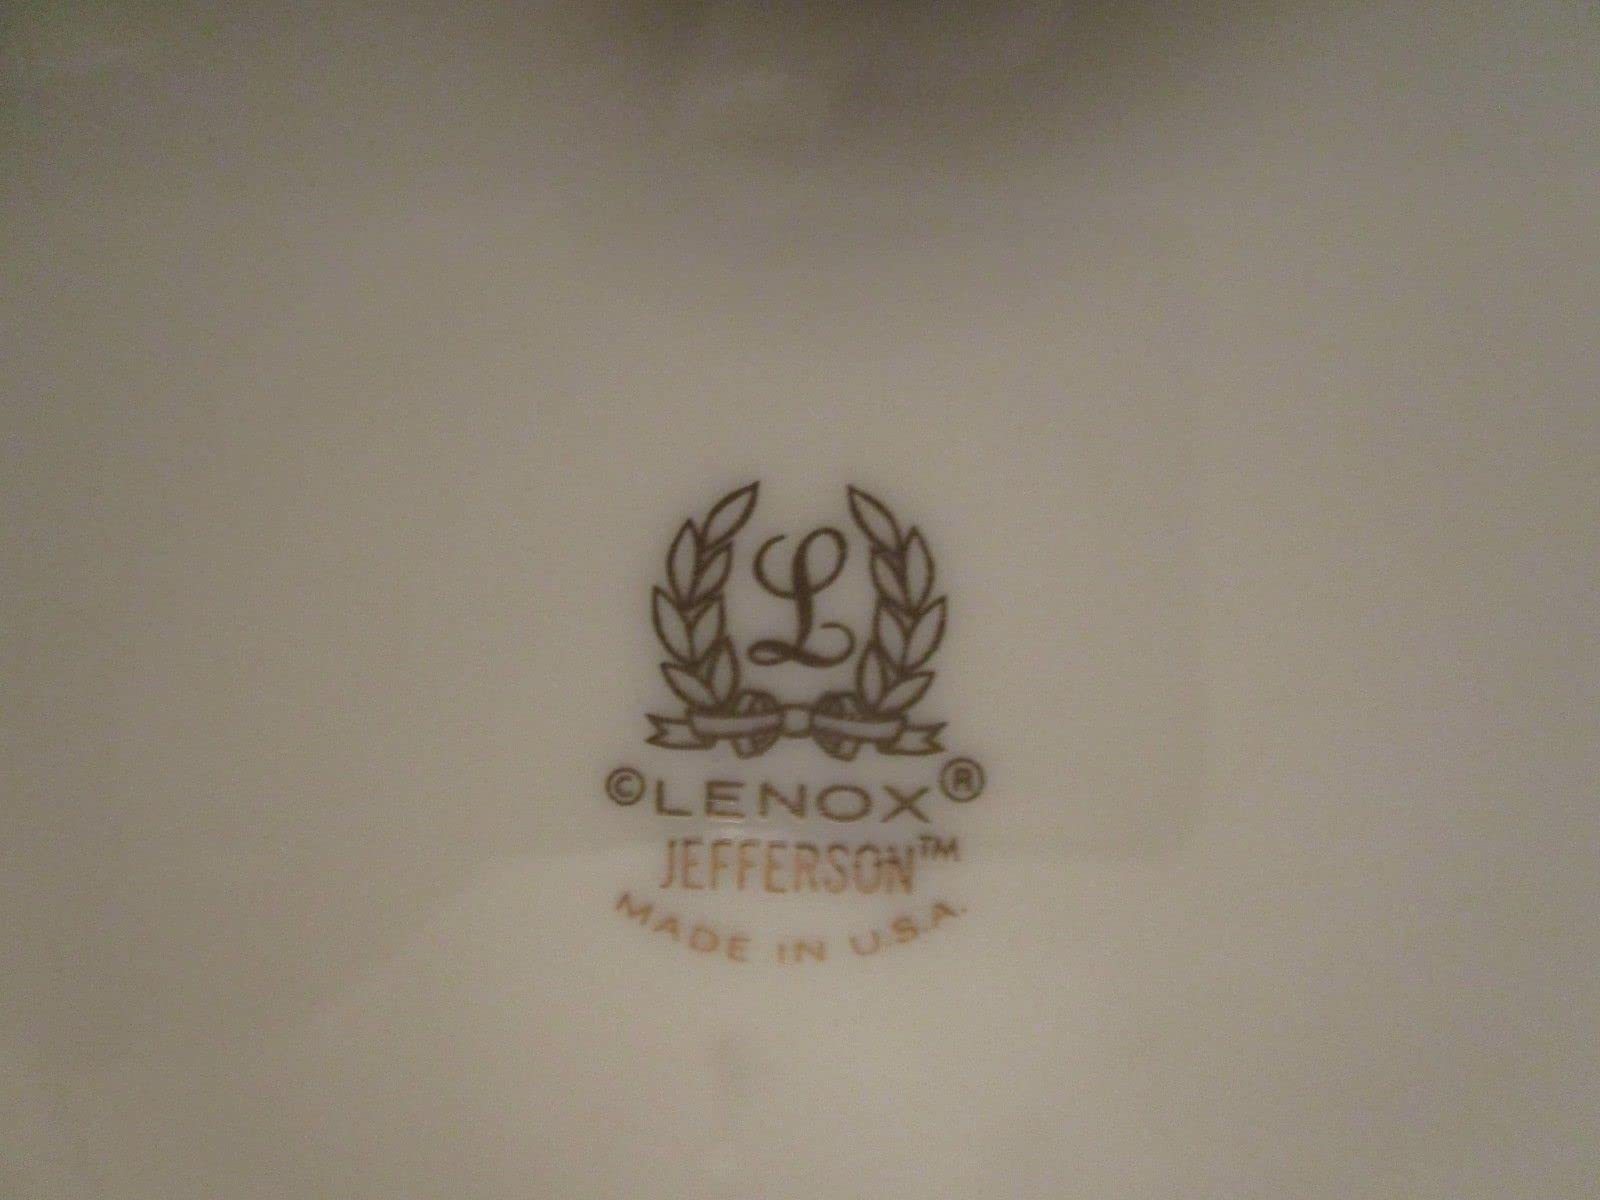 L
©LENOX®
JEFFERSON™
MADE IN U.S.A.